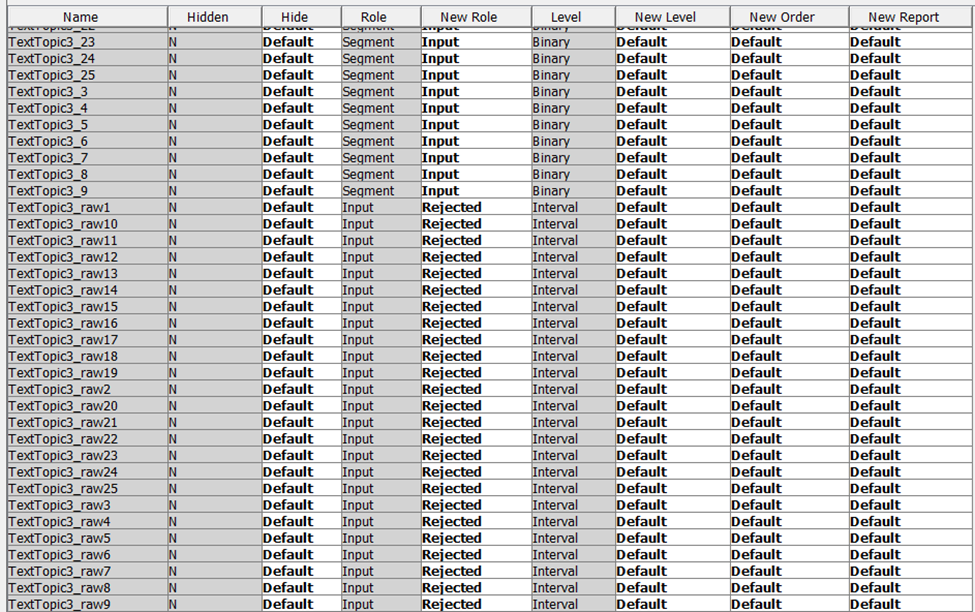 Name Hidden Hide Role New Role Level New Level New Order New Report
TextTopic3_22 N Default Segment Input Binary Default Default Default
TextTopic3_23 N Default Segment Input Binary Default Default Default
TextTopic3_24 N Default Segment Input Binary Default Default Default
TextTopic3_25 N Default Segment Input Binary Default Default Default
TextTopic3_3 N Default Segment Input Binary Default Default Default
TextTopic3_4 N Default Segment Input Binary Default Default Default
TextTopic3_5 N Default Segment Input Binary Default Default Default
TextTopic3_6 N Default Segment Input Binary Default Default Default
TextTopic3_7 N Default Segment Input Binary Default Default Default
TextTopic3_8 N Default Segment Input Binary Default Default Default
TextTopic3_9 N Default Segment Input Binary Default Default Default
TextTopic3_raw1 N Default Input Rejected Interval Default Default Default
TextTopic3_raw10 N Default Input Rejected Interval Default Default Default
TextTopic3_raw11 N Default Input Rejected Interval Default Default Default
TextTopic3_raw12 N Default Input Rejected Interval Default Default Default
TextTopic3_raw13 N Default Input Rejected Interval Default Default Default
TextTopic3_raw14 N Default Input Rejected Interval Default Default Default
TextTopic3_raw15 N Default Input Rejected Interval Default Default Default
TextTopic3_raw16 N Default Input Rejected Interval Default Default Default
TextTopic3_raw17 N Default Input Rejected Interval Default Default Default
TextTopic3_raw18 N Default Input Rejected Interval Default Default Default
TextTopic3_raw19 N Default Input Rejected Interval Default Default Default
TextTopic3_raw2 N Default Input Rejected Interval Default Default Default
TextTopic3_raw20 N Default Input Rejected Interval Default Default Default
TextTopic3_raw21 N Default Input Rejected Interval Default Default Default
TextTopic3_raw22 N Default Input Rejected Interval Default Default Default
TextTopic3_raw23 N Default Input Rejected Interval Default Default Default
TextTopic3_raw24 N Default Input Rejected Interval Default Default Default
TextTopic3_raw25 N Default Input Rejected Interval Default Default Default
TextTopic3_raw3 N Default Input Rejected Interval Default Default Default
TextTopic3_raw4 N Default Input Rejected Interval Default Default Default
TextTopic3_raw5 N Default Input Rejected Interval Default Default Default
TextTopic3_raw6 N Default Input Rejected Interval Default Default Default
TextTopic3_raw7 N Default Input Rejected Interval Default Default Default
TextTopic3_raw8 N Default Input Rejected Interval Default Default Default
TextTopic3_raw9 N Default Input Rejected Interval Default Default Default